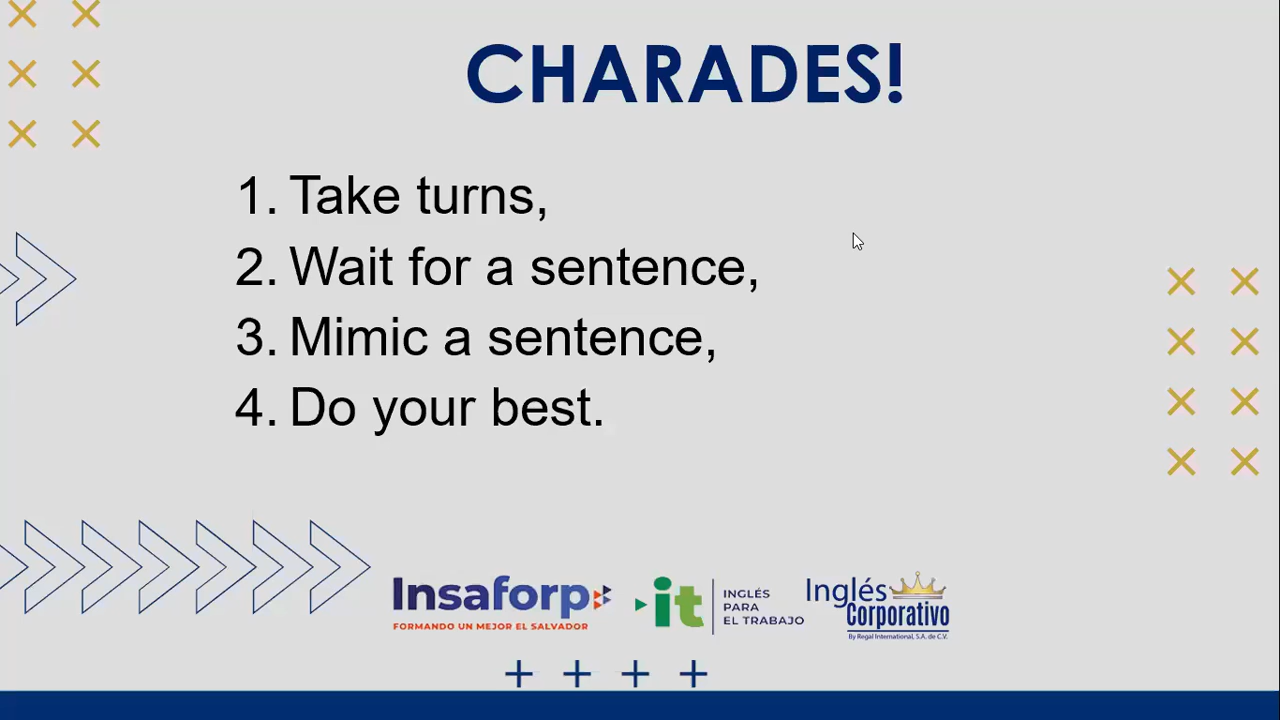 CHARADES!
1. Take turns,
2. Wait for a sentence,
3. Mimic a sentence,
4. Do your best.
Insaforp
FORMANDO UN MEJOR EL SALVADOR
it
INGLÉS
PARA
EL TRABAJO
Inglés
Corporativo
By Regal International, S.A. de C.V.